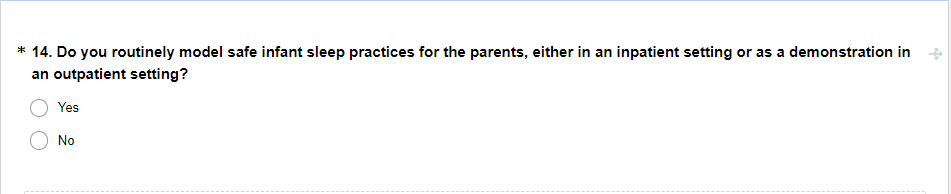 * 14. Do you routinely model safe infant sleep practices for the parents, either in an inpatient setting or as a demonstration in
an outpatient setting?
Yes
No